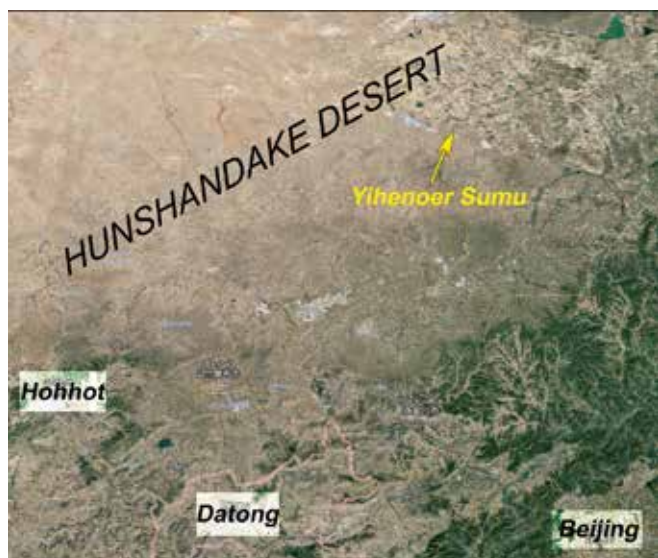 HUNSHANDAKE DESERT
Yihenoer Sumu
Hohhot
Datong
Beijing